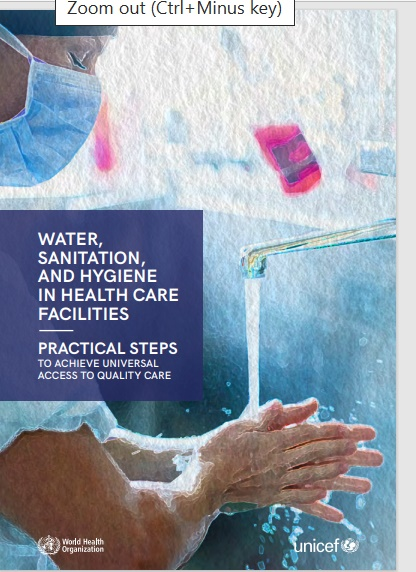 Zoom out (Ctrl+Minus key)
WATER,
SANITATION,
AND HYGIENE
IN HEALTH CARE
FACILITIES
PRACTICAL STEPS
TO ACHIEVE UNIVERSAL
ACCESS TO QUALITY CARE
World Health
Organization
unicef